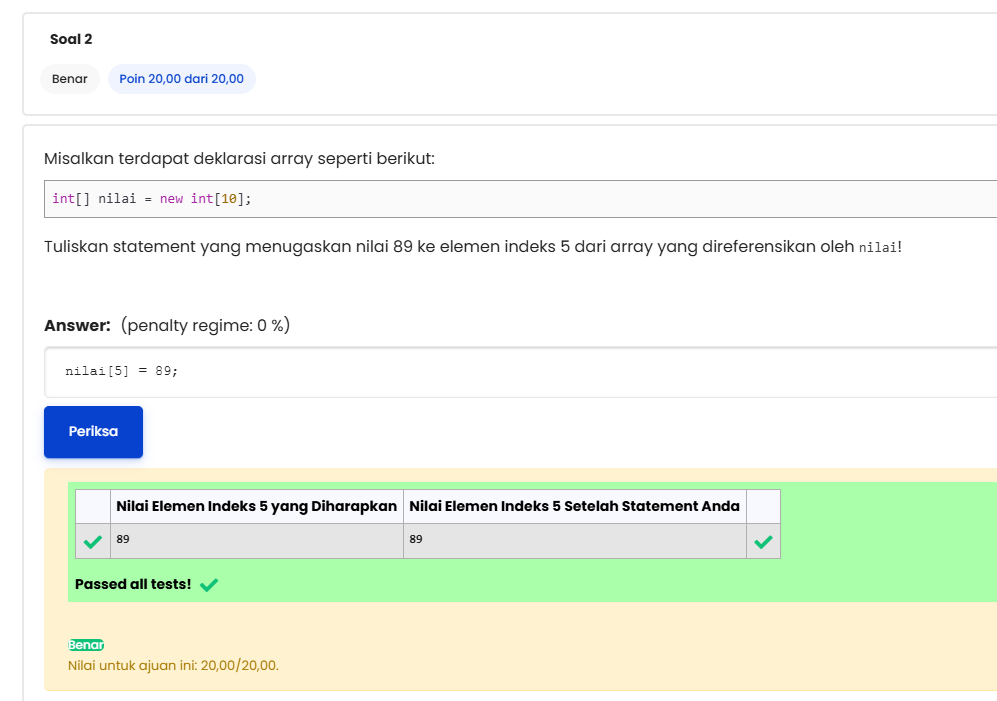 Soal 2
Benar Poin 20,00 dari 20,00
Misalkan terdapat deklarasi array seperti berikut:
int[] nilai = new int[10];
Tuliskan statement yang menugaskan nilai 89 ke elemen indeks 5 dari array yang direferensikan oleh nilai!
Answer: (penalty regime: 0 %)
nilai[5] = 89;
Periksa
Nilai Elemen Indeks 5 yang Diharapkan Nilai Elemen Indeks 5 Setelah Statement Anda
89 89
Passed all tests!
Benar
Nilai untuk ajuan ini: 20,00/20,00.